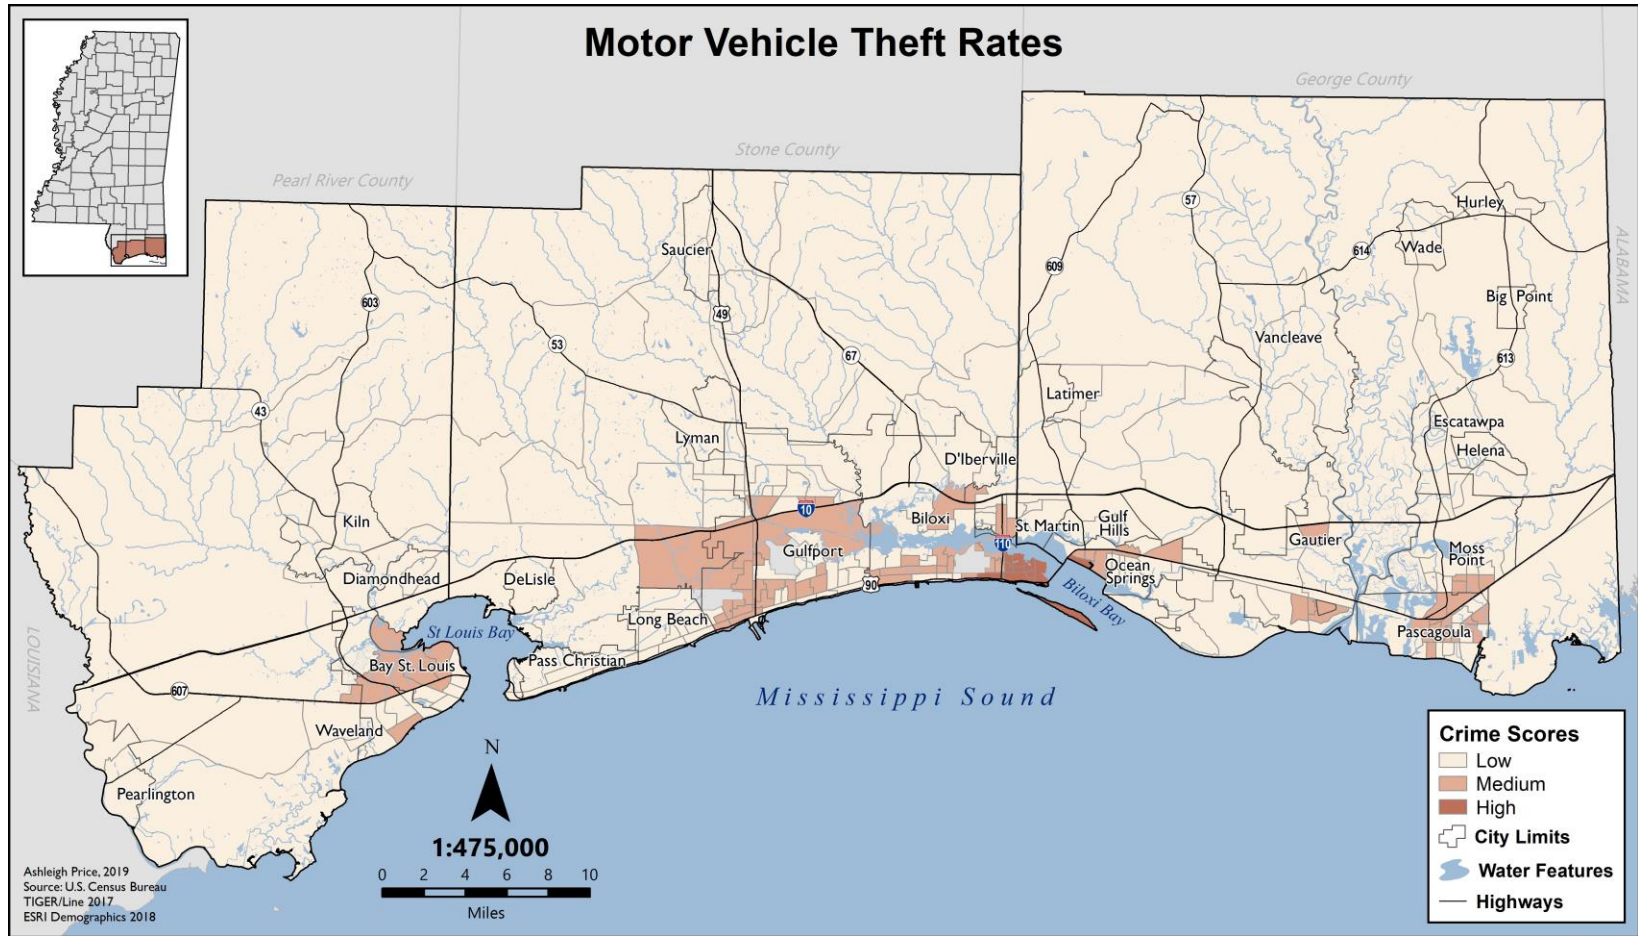 Motor Vehicle Theft Rates
George County
Stone County
Pearl River County
ALABAMA
LOUISIANA
57
Hurley
614
Wade
Saucier
609
603
49
Big Point
53
67
Vancleave
613
43
Latimer
Escatawpa
Lyman
Helena
D'Iberville
10
Kiln
Biloxi
St Martin
Gulf
Hills
110
Gautier
Gulfport
Moss
Point
Diamondhead
DeLisle
90
Ocean
Springs
Biloxi Bay
Long Beach
St Louis Bay
Pascagoula
Bay St. Louis
Pass Christian
607
Mississippi Sound
Waveland
Pearlington
N
1:475,000
0 2 4 6 8 10
Miles
Ashleigh Price, 2019
Source: U.S. Census Bureau
TIGER/Line 2017
ESRI Demographics 2018
Crime Scores
Low
Medium
High
City Limits
Water Features
Highways